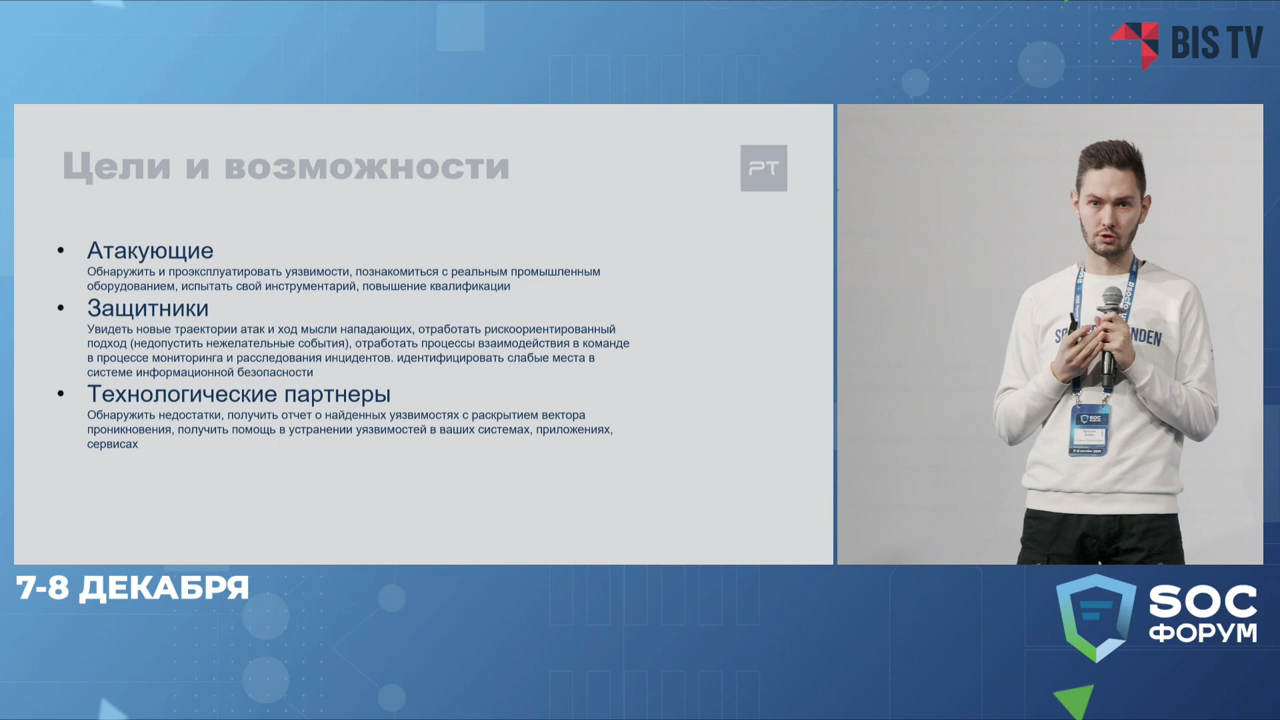 BIS TV
Цели и возможности
PT
• Атакующие
Обнаружить и проэксплуатировать уязвимости, познакомиться с реальным промышленным
оборудованием, испытать свой инструментарий, повышение квалификации
• Защитники
Увидеть новые траектории атак и ход мысли нападающих, отработать рискоориентированный
подход (недопустить нежелательные события), отработать процессы взаимодействия в команде
в процессе мониторинга и расследования инцидентов. идентифицировать слабые места в
системе информационной безопасности
• Технологические партнеры
Обнаружить недостатки, получить отчет о найденных уязвимостях с раскрытием вектора
проникновения, получить помощь в устранении уязвимостей в ваших системах, приложениях,
сервисах
NDEN
SOC
7-8 ДЕКАБРЯ
SOC
ФОРУМ